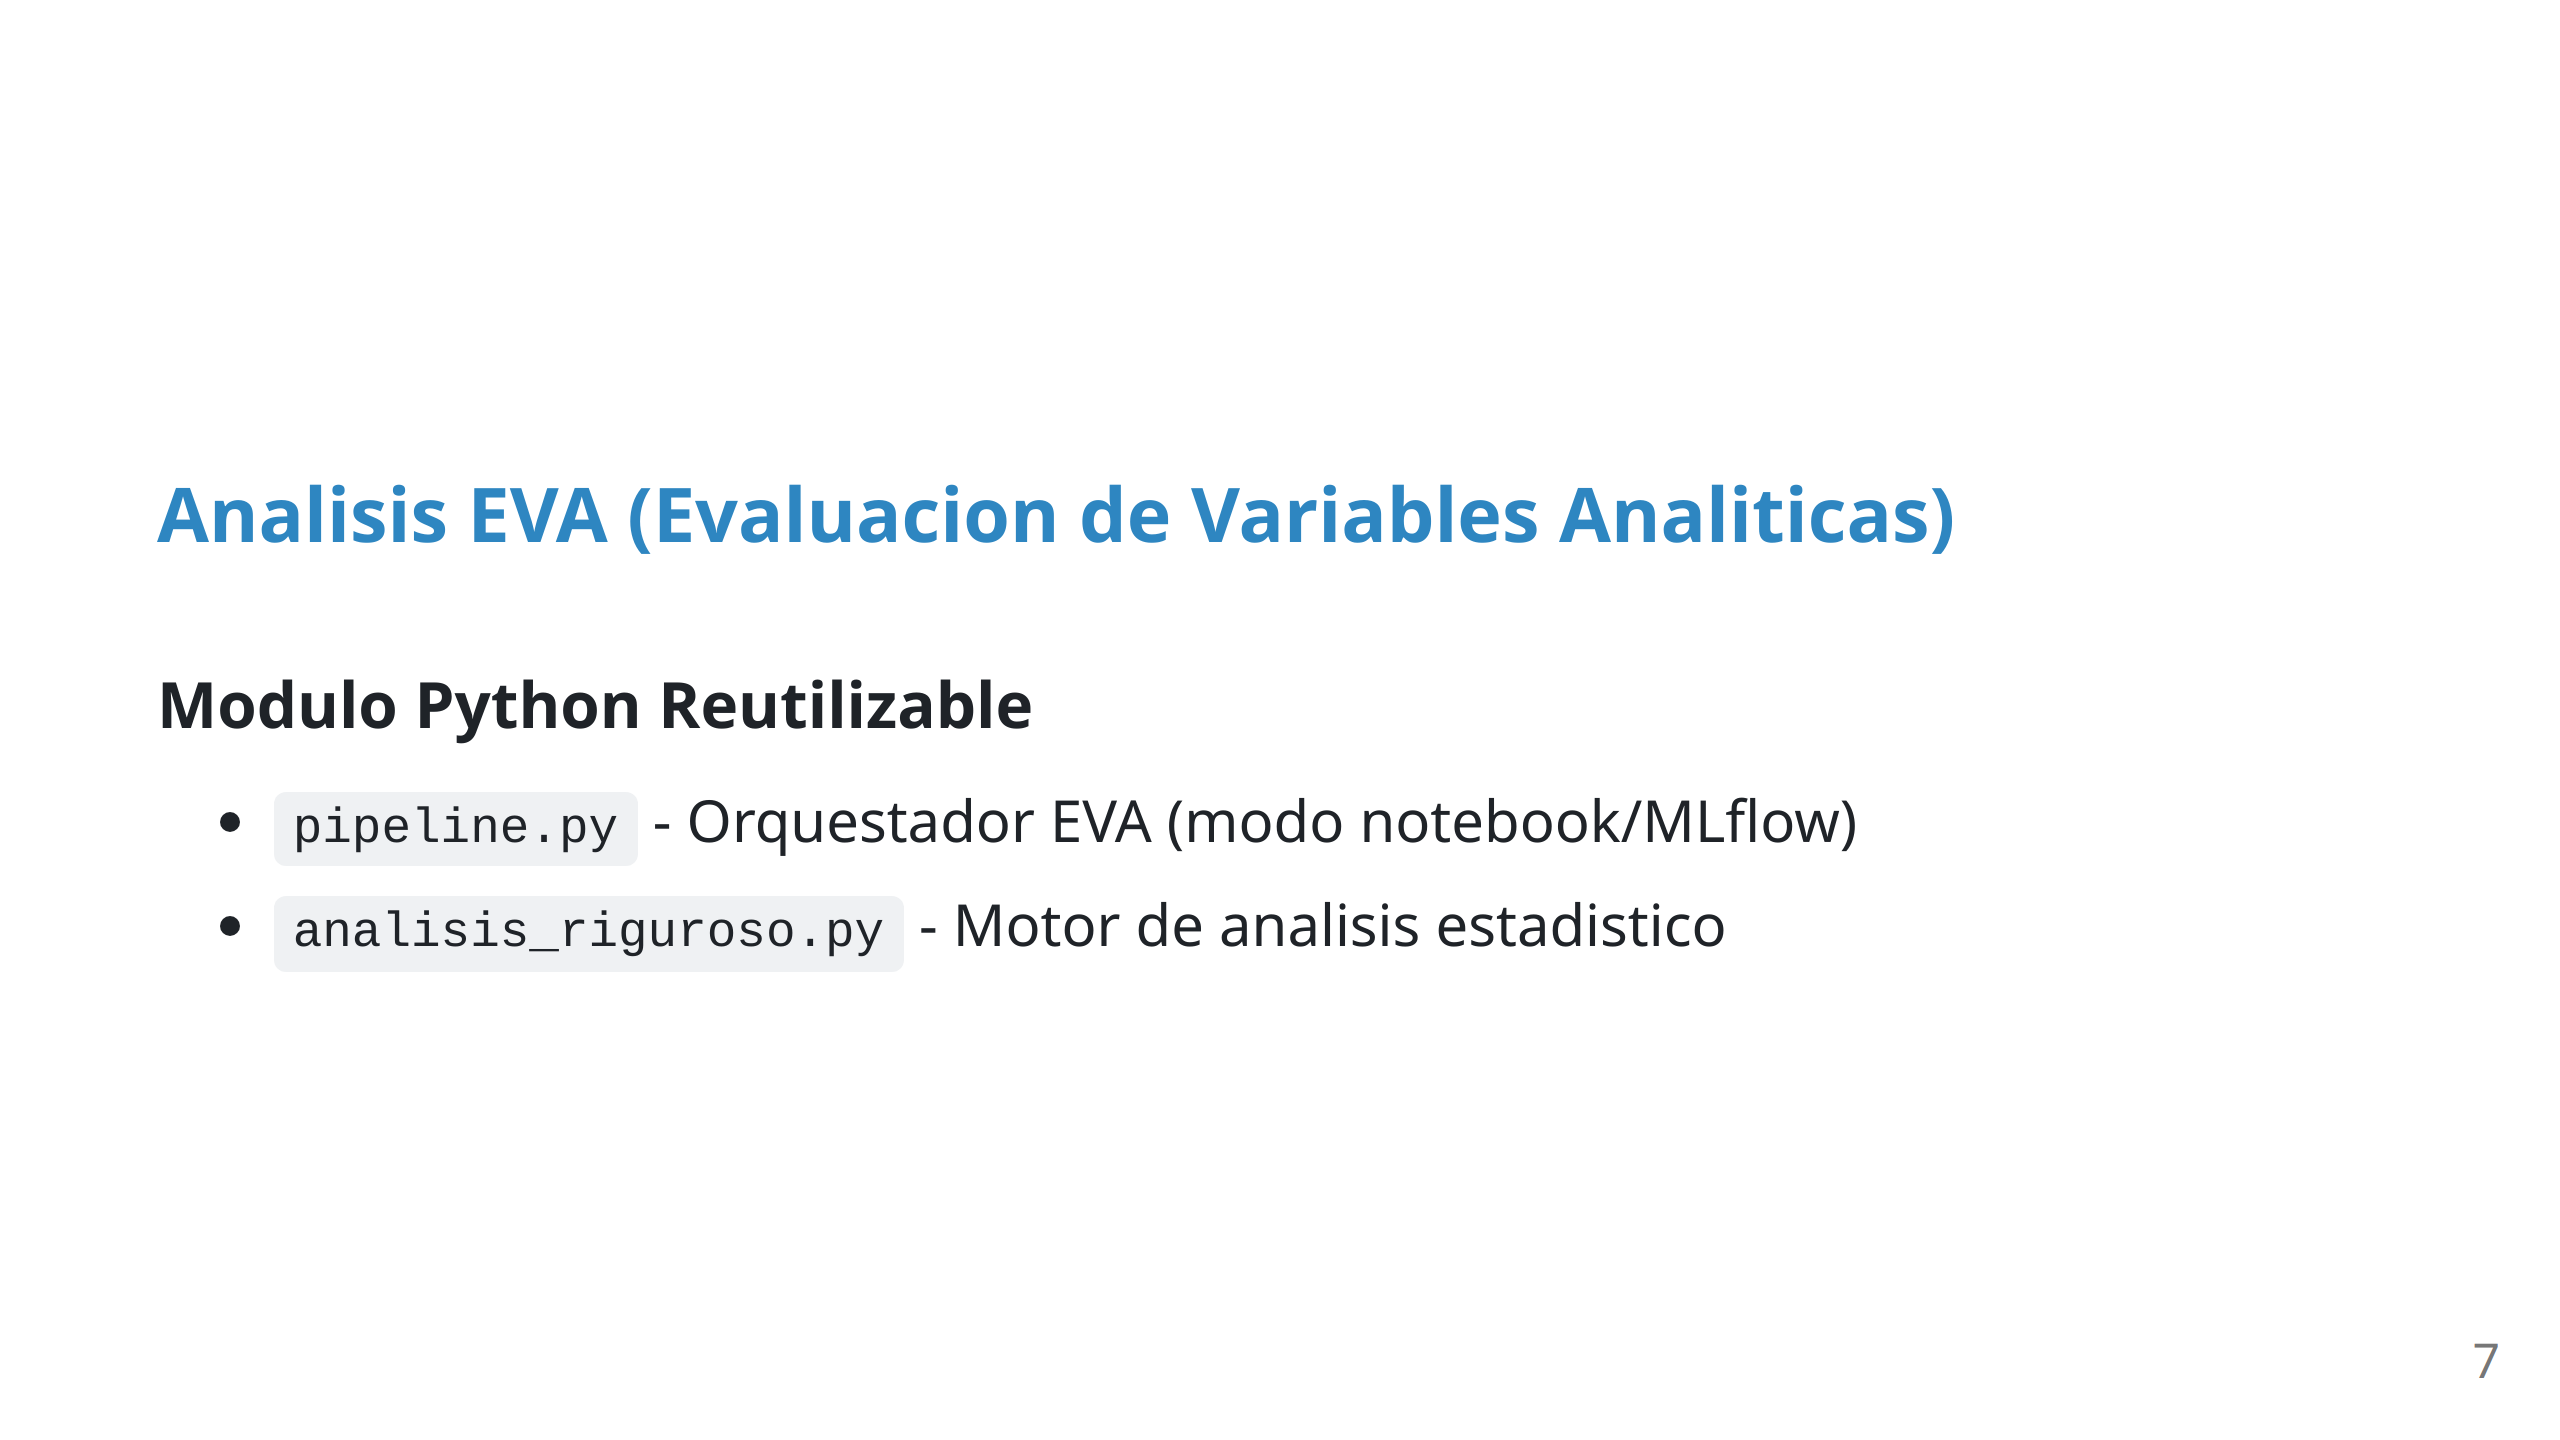 Analisis EVA (Evaluacion de Variables Analiticas)
Modulo Python Reutilizable
• pipeline.py - Orquestador EVA (modo notebook/MLflow)
• analisis_riguroso.py - Motor de analisis estadistico
7